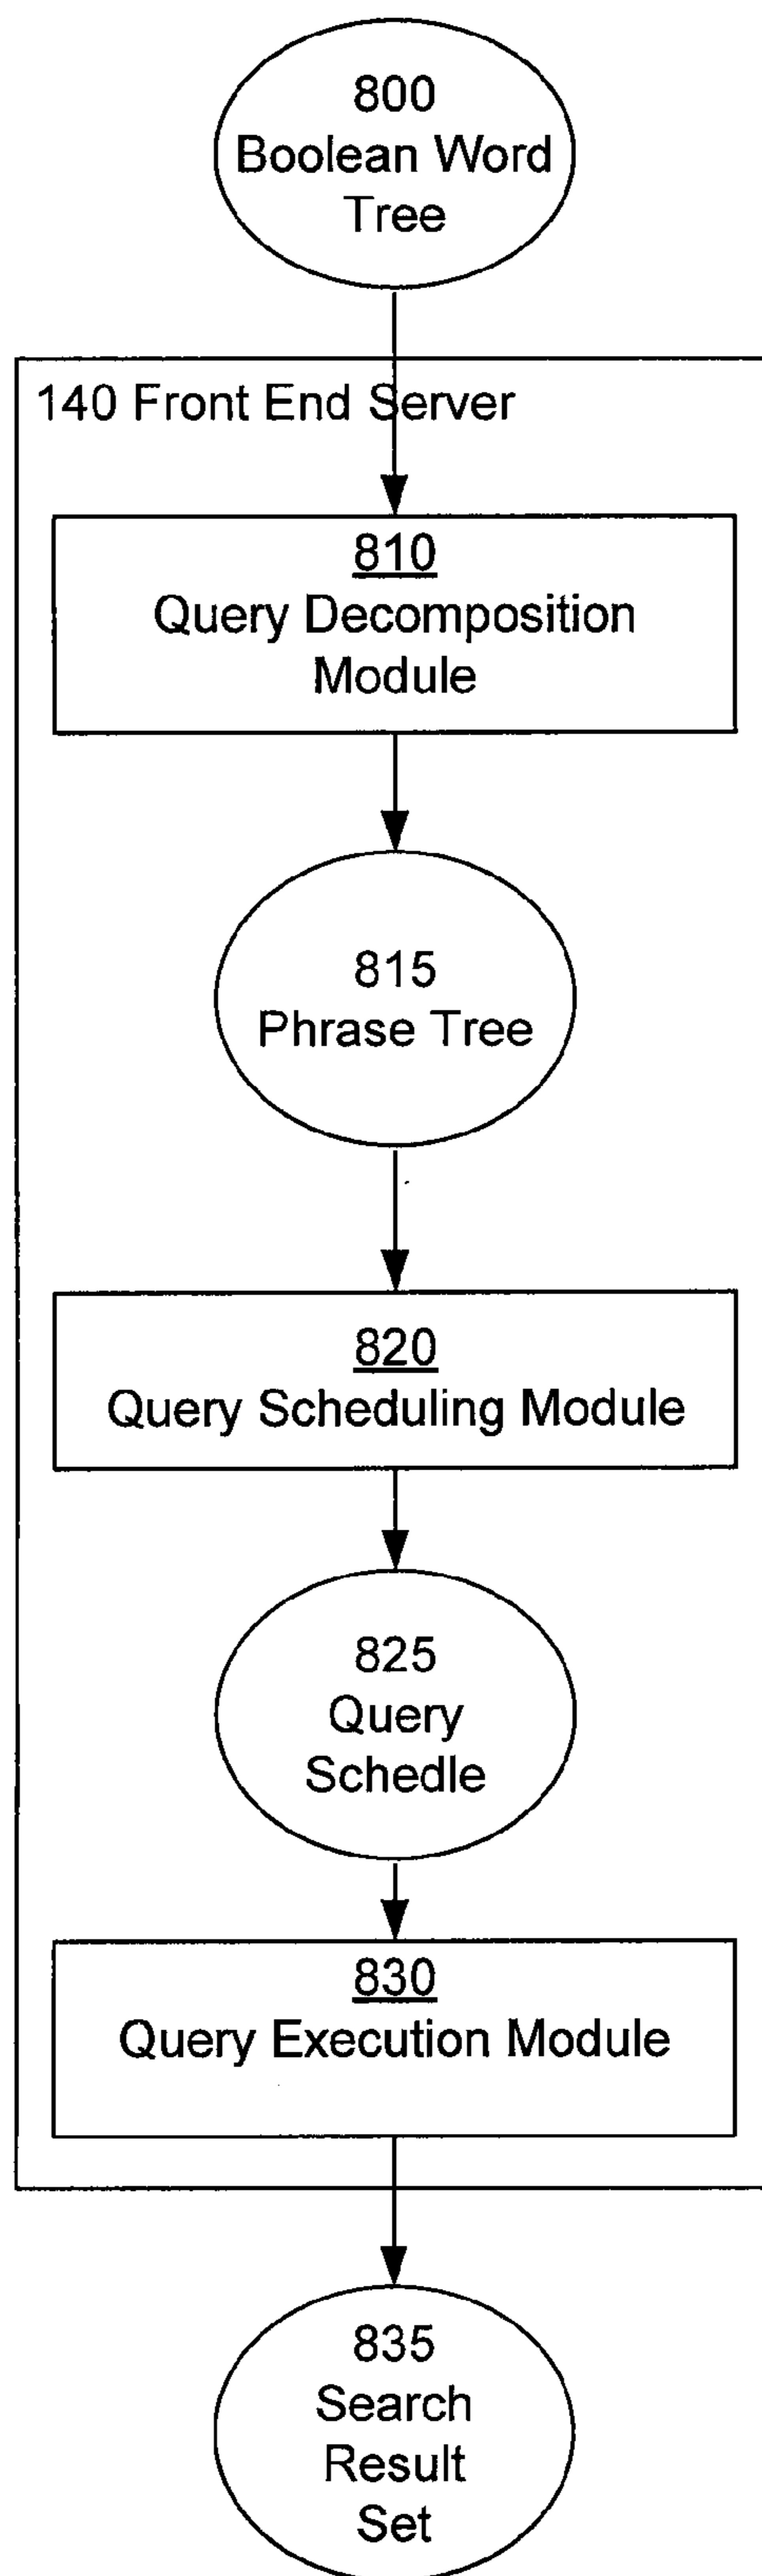 800
Boolean Word
Tree
140 Front End Server
810
Query Decomposition
Module
815
Phrase Tree
820
Query Scheduling Module
825
Query
Schedle
830
Query Execution Module
835
Search
Result
Set